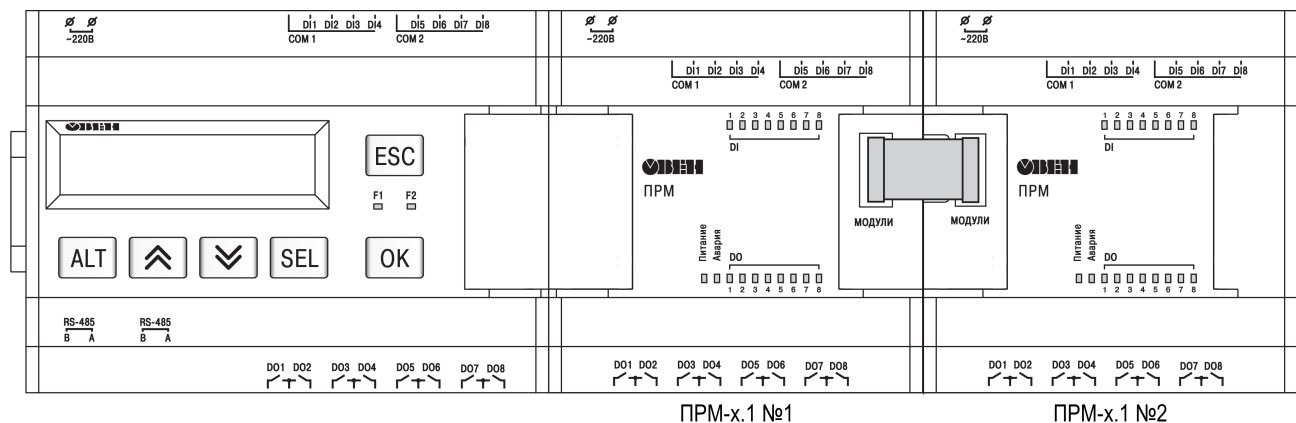 ~220В
DI1 DI2 DI3 DI4
COM 1
DI5 DI6 DI7 DI8
COM 2
~220В
~220В
DI1 DI2 DI3 DI4
COM 1
DI5 DI6 DI7 DI8
COM 2
DI1 DI2 DI3 DI4
COM 1
DI5 DI6 DI7 DI8
COM 2
ОВЕН
ESC
F1 F2
ALT
SEL
OK
1 2 3 4 5 6 7 8
DI
ОВЕН
ПРМ
МОДУЛИ
Питание
Авария
DO
1 2 3 4 5 6 7 8
1 2 3 4 5 6 7 8
DI
ОВЕН
ПРМ
МОДУЛИ
Питание
Авария
DO
1 2 3 4 5 6 7 8
RS-485
B A
RS-485
B A
DO1 DO2
DO3 DO4
DO5 DO6
DO7 DO8
DO1 DO2
DO3 DO4
DO5 DO6
DO7 DO8
DO1 DO2
DO3 DO4
DO5 DO6
DO7 DO8
ПРМ-х.1 №1
ПРМ-х.1 №2